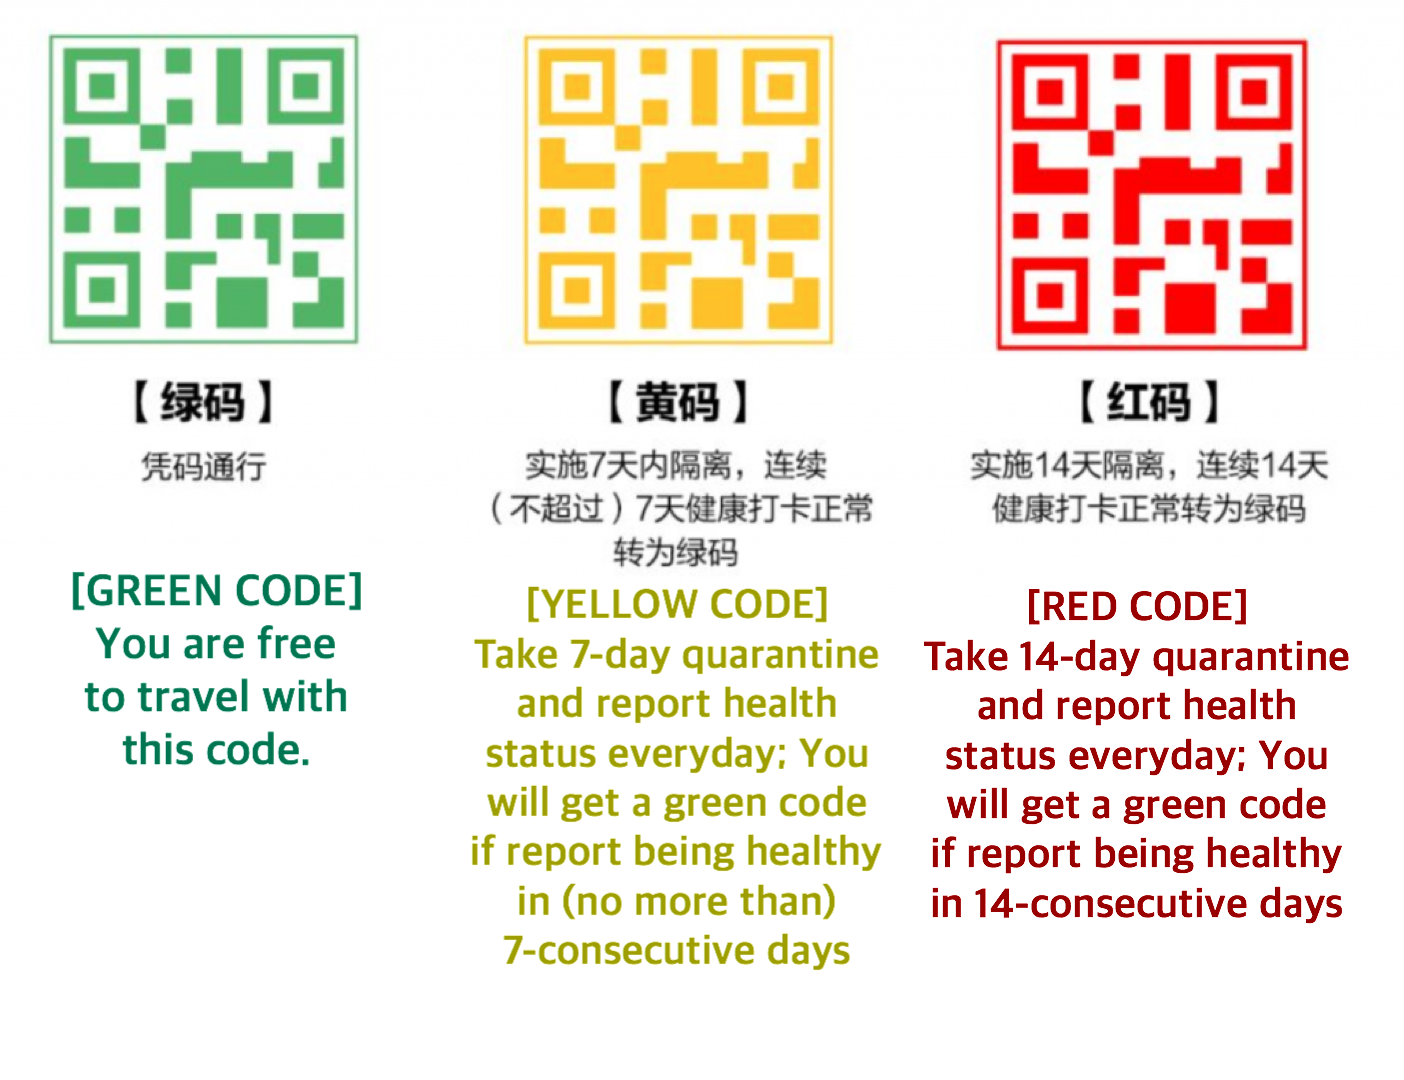 【绿码】
凭码通行
[GREEN CODE]
You are free
to travel with
this code.
【黄码】
实施7天内隔离，连续
（不超过）7天健康打卡正常
转为绿码
[YELLOW CODE]
Take 7-day quarantine
and report health
status everyday; You
will get a green code
if report being healthy
in (no more than)
7-consecutive days
【红码】
实施14天隔离，连续14天
健康打卡正常转为绿码
[RED CODE]
Take 14-day quarantine
and report health
status everyday; You
will get a green code
if report being healthy
in 14-consecutive days